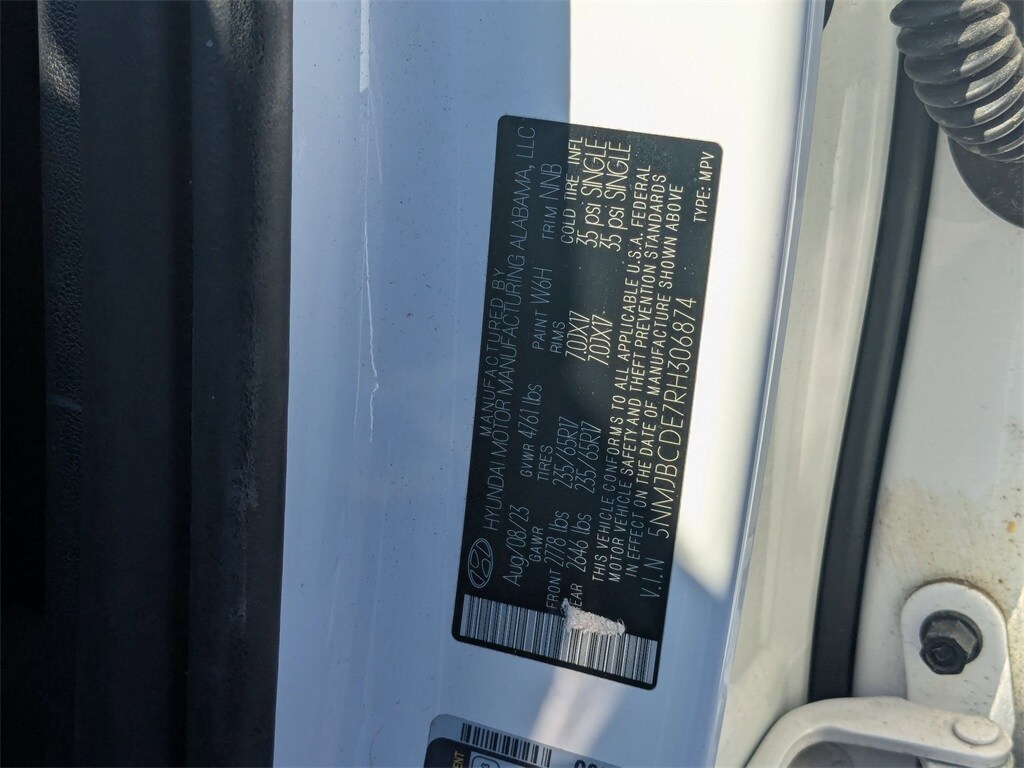 MANUFACTURED BY
HYUNDAI MOTOR MANUFACTURING ALABAMA, LLC
Aug/08/23 GVWR 4761 lbs PAINT W6H TRIM NNB
GAWR TIRES RIMS COLD TIRE INFL
FRONT 2778 lbs 235/65R17 7.0JX17 35 psi SINGLE
EAR 2646 lbs 235/65R17 7.0JX17 35 psi SINGLE
THIS VEHICLE CONFORMS TO ALL APPLICABLE U.S.A. FEDERAL
MOTOR VEHICLE SAFETY AND THEFT PREVENTION STANDARDS
IN EFFECT ON THE DATE OF MANUFACTURE SHOWN ABOVE
V.I.N 5NMJBCDE7RH306874 TYPE: MPV